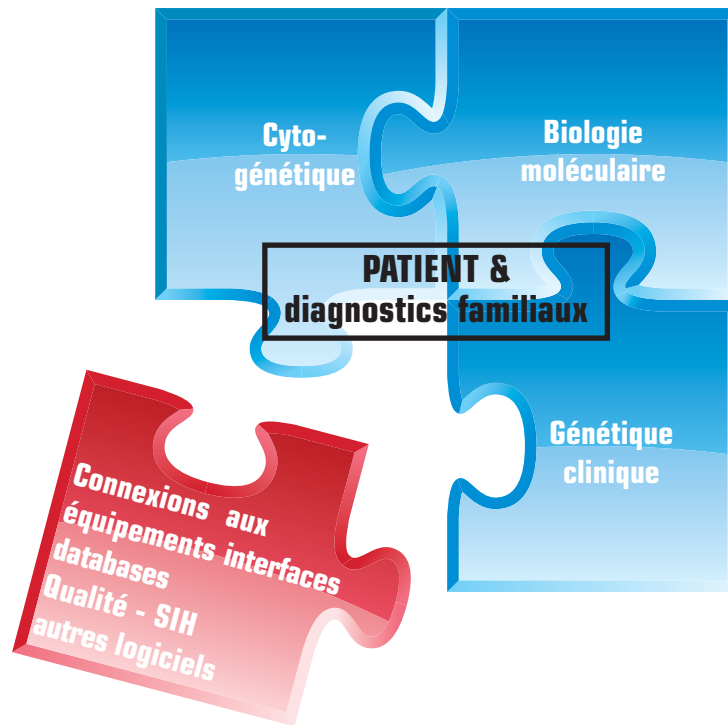 Cyto-
génétique
Biologie
moléculaire
PATIENT &
diagnostics familiaux
Génétique
clinique
Connexions aux
équipements interfaces
databases
Qualité - SIH
autres logiciels